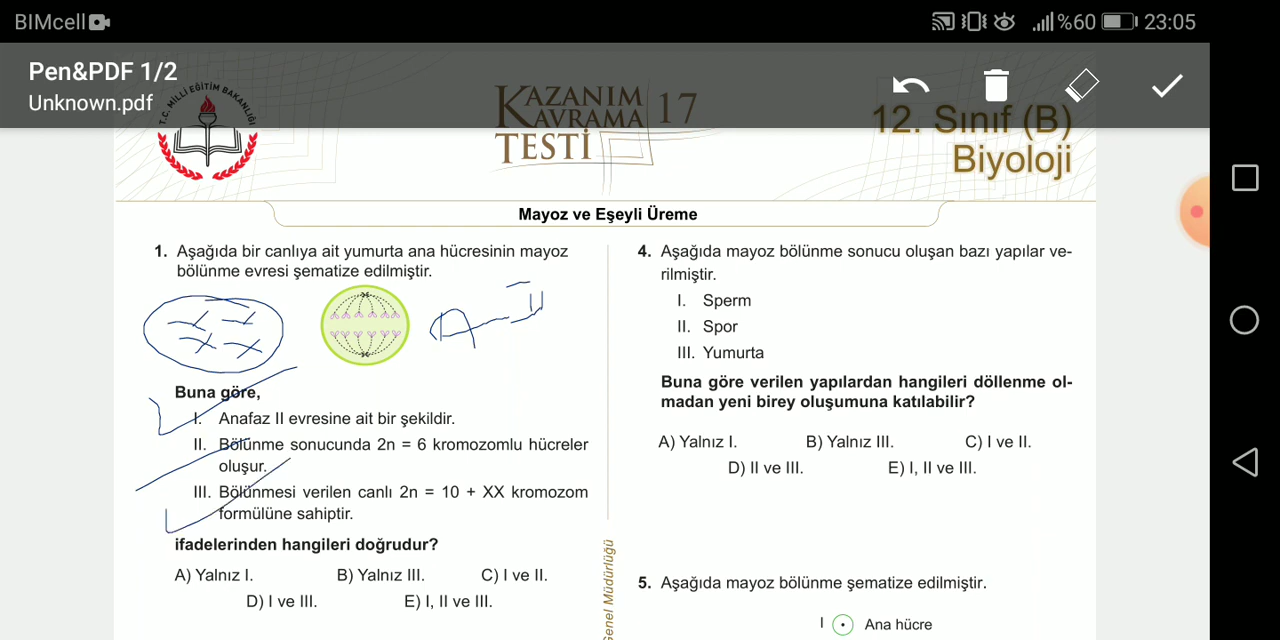 BIMcell
%60 23:05
Pen&PDF 1/2
Unknown.pdf
T.C. MİLLİ EĞİTİM BAKANLIĞI
KAZANIM
KAVRAMA
TESTİ
17
12. Sınıf (B)
Biyoloji
Mayoz ve Eşeyli Üreme
1. Aşağıda bir canlıya ait yumurta ana hücresinin mayoz
bölünme evresi şematize edilmiştir.
A-II
Buna göre,
I. Anafaz II evresine ait bir şekildir.
II. Bölünme sonucunda 2n = 6 kromozomlu hücreler
oluşur.
III. Bölünmesi verilen canlı 2n = 10 + XX kromozom
formülüne sahiptir.
ifadelerinden hangileri doğrudur?
A) Yalnız I. B) Yalnız III. C) I ve II.
D) I ve III. E) I, II ve III.
4. Aşağıda mayoz bölünme sonucu oluşan bazı yapılar ve-
rilmiştir.
I. Sperm
II. Spor
III. Yumurta
Buna göre verilen yapılardan hangileri döllenme ol-
madan yeni birey oluşumuna katılabilir?
A) Yalnız I. B) Yalnız III. C) I ve II.
D) II ve III. E) I, II ve III.
5. Aşağıda mayoz bölünme şematize edilmiştir.
I Ana hücre
Genel Müdürlüğü